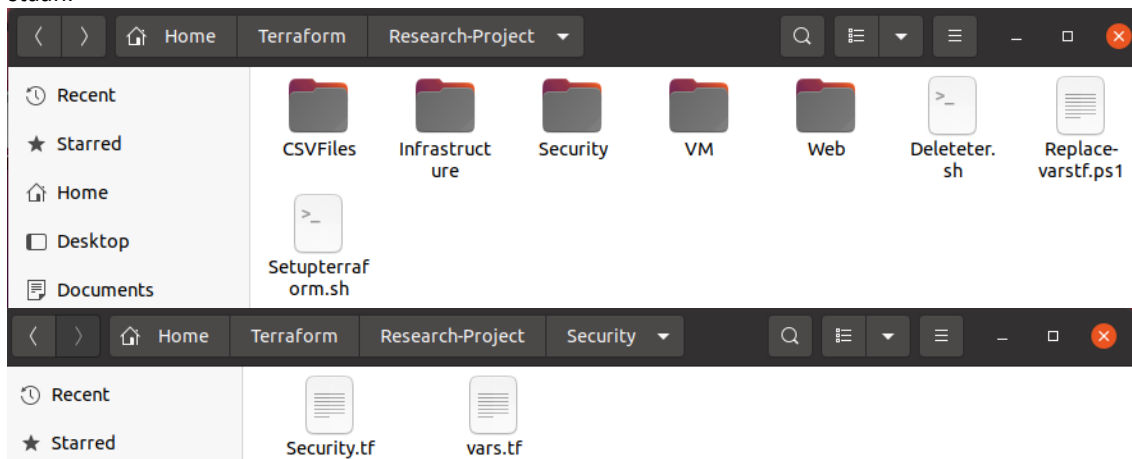 Home Terraform Research-Project
Recent
Starred
Home
Desktop
Documents
CSVFiles Infrastruct Security VM Web Deleteter. Replace-
ure sh varstf.ps1
Setupterraf
orm.sh
Home Terraform Research-Project Security
Recent
Starred
Security.tf vars.tf